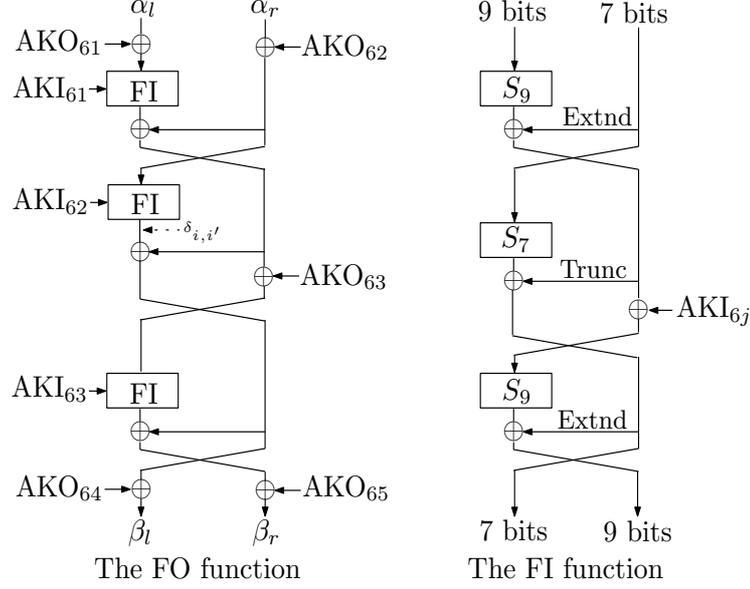 α_l α_r
AKO_61 AKO_62
AKI_61 FI
AKI_62 FI
δ_{i,i'}
AKO_63
AKI_63 FI
AKO_64 AKO_65
β_l β_r
The FO function
9 bits 7 bits
S_9
Extnd
S_7
Trunc
AKI_6j
S_9
Extnd
7 bits 9 bits
The FI function